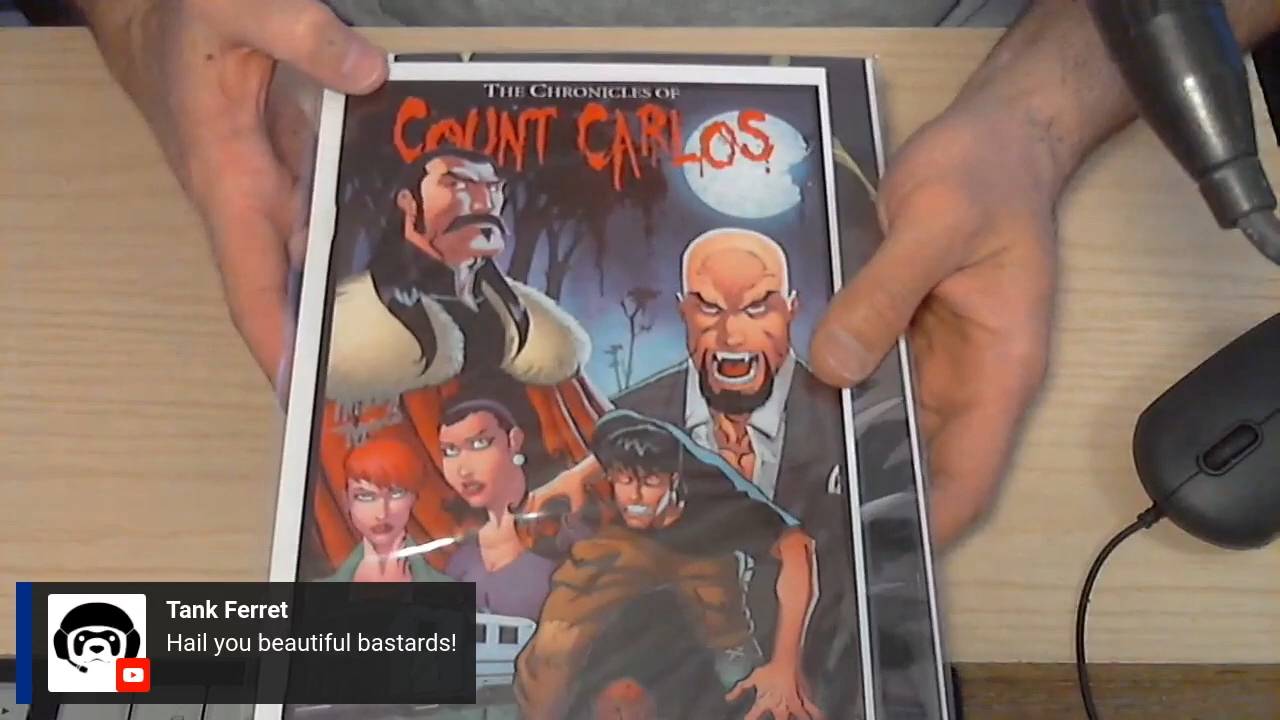 THE CHRONICLES OF
COUNT CARLOS
Tank Ferret
Hail you beautiful bastards!